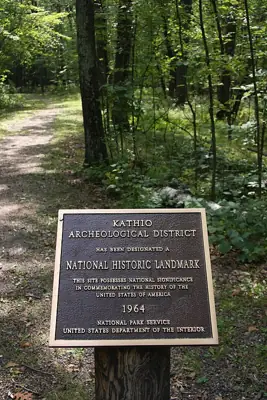 KATHIO
ARCHEOLOGICAL DISTRICT
HAS BEEN DESIGNATED A
NATIONAL HISTORIC LANDMARK
THIS SITE POSSESSES NATIONAL SIGNIFICANCE
IN COMMEMORATING THE HISTORY OF THE
UNITED STATES OF AMERICA
1964
NATIONAL PARK SERVICE
UNITED STATES DEPARTMENT OF THE INTERIOR